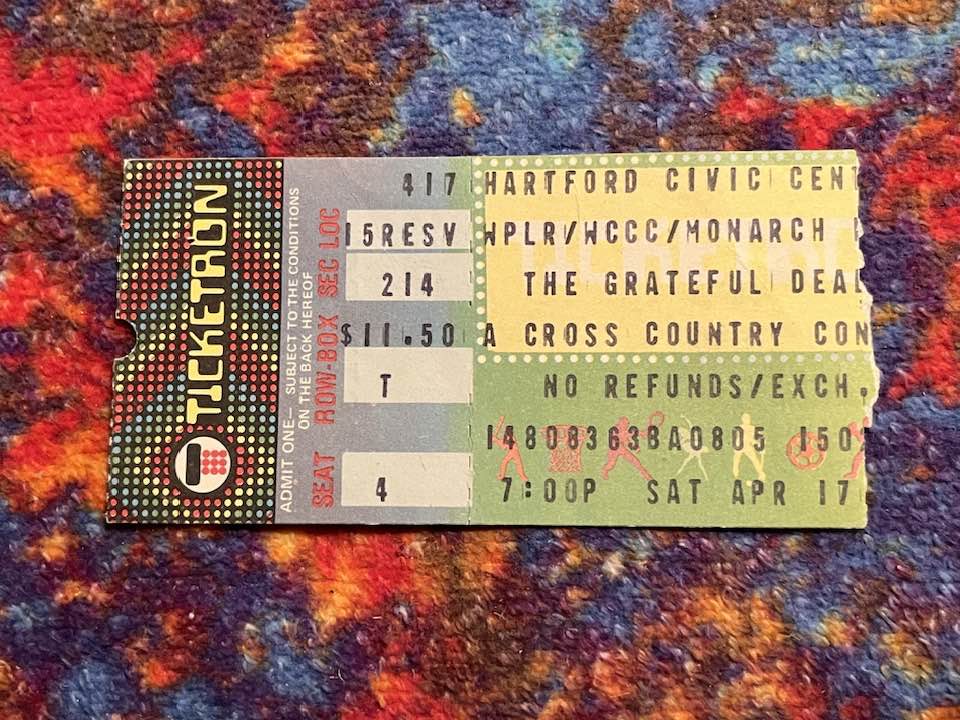 TICKETRON
ADMIT ONE— SUBJECT TO THE CONDITIONS
ON THE BACK HEREOF
SEAT ROW-BOX SEC LOC
417
15RESV
214
$11.50
T
4
HARTFORD CIVIC CENT
WPLR/WCCC/MONARCH
THE GRATEFUL DEAD
A CROSS COUNTRY CON
NO REFUNDS/EXCH.
14808363BA0805 150
7:00P SAT APR 17